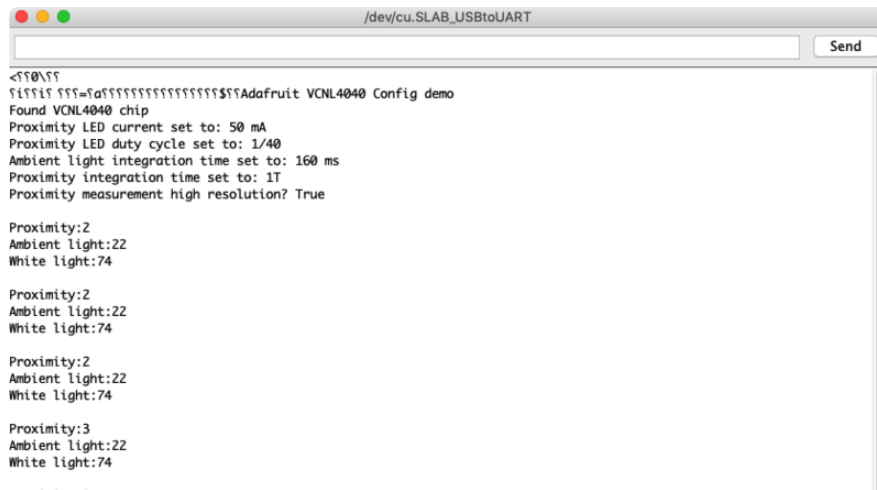 /dev/cu.SLAB_USBtoUART
Send
<⸮⸮0\⸮⸮
⸮i⸮⸮i⸮ ⸮⸮⸮=⸮a⸮⸮⸮⸮⸮⸮⸮⸮⸮⸮⸮⸮⸮⸮⸮⸮$⸮⸮Adafruit VCNL4040 Config demo
Found VCNL4040 chip
Proximity LED current set to: 50 mA
Proximity LED duty cycle set to: 1/40
Ambient light integration time set to: 160 ms
Proximity integration time set to: 1T
Proximity measurement high resolution? True
Proximity:2
Ambient light:22
White light:74
Proximity:2
Ambient light:22
White light:74
Proximity:2
Ambient light:22
White light:74
Proximity:3
Ambient light:22
White light:74